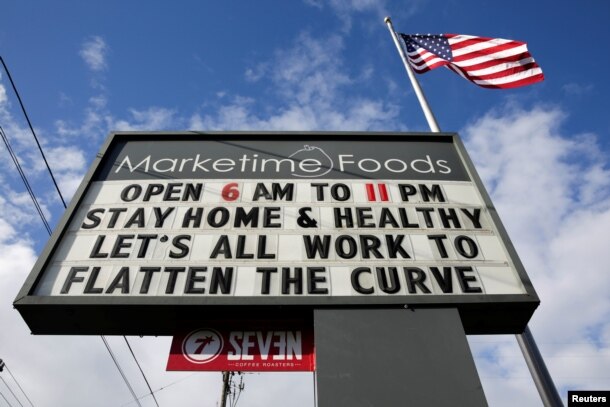 Marketime Foods
OPEN 6 AM TO 11 PM
STAY HOME & HEALTHY
LET'S ALL WORK TO
FLATTEN THE CURVE
7 SEVEN
COFFEE ROASTERS
Reuters